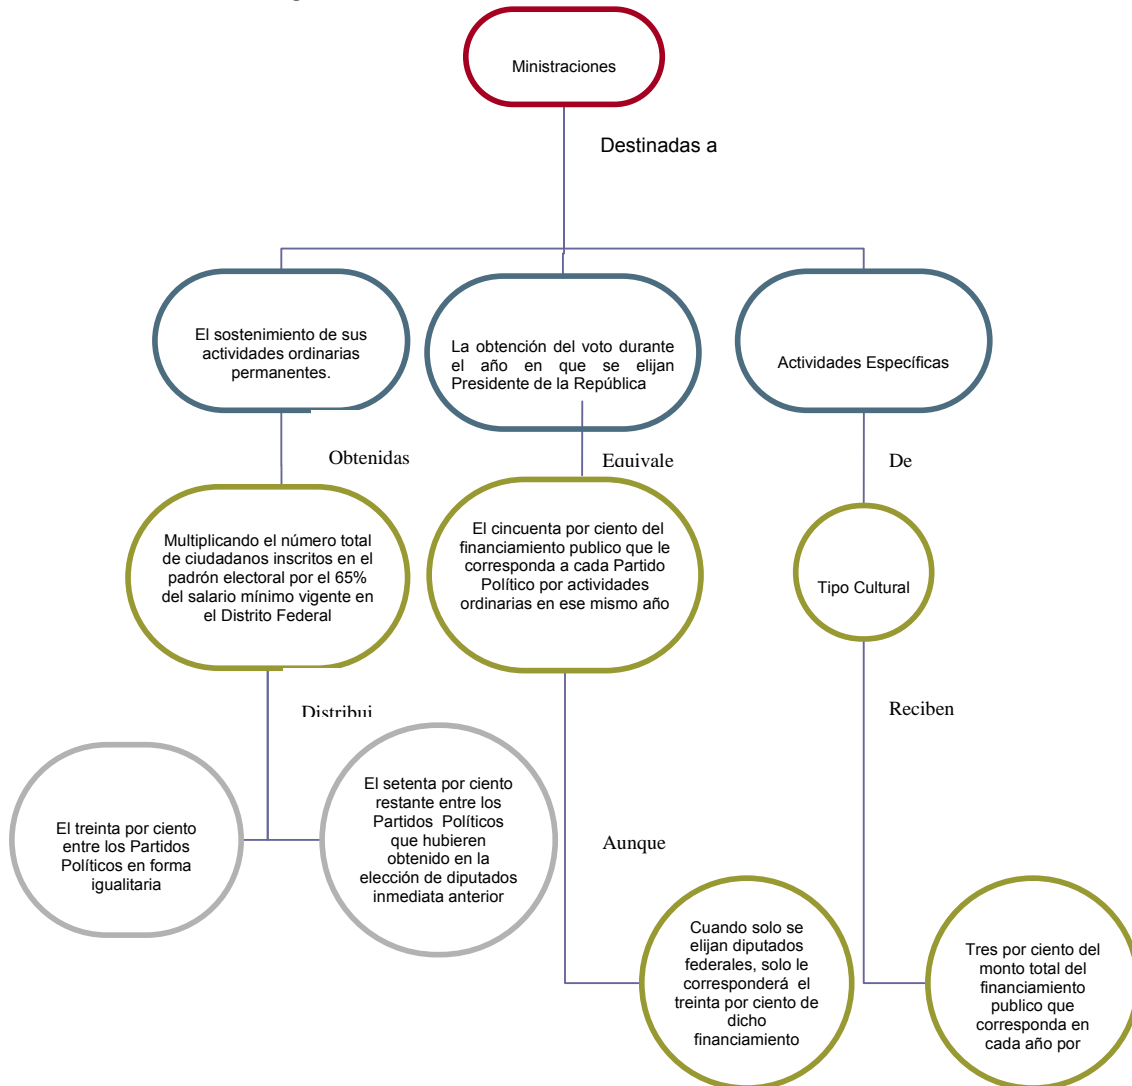 Ministraciones
Destinadas a
El sostenimiento de sus
actividades ordinarias
permanentes.
La obtención del voto durante
el año en que se elijan
Presidente de la República
Actividades Específicas
Obtenidas
Equivale
De
Multiplicando el número total
de ciudadanos inscritos en el
padrón electoral por el 65%
del salario mínimo vigente en
el Distrito Federal
El cincuenta por ciento del
financiamiento publico que le
corresponda a cada Partido
Político por actividades
ordinarias en ese mismo año
Tipo Cultural
Distribui
Reciben
El treinta por ciento
entre los Partidos
Políticos en forma
igualitaria
El setenta por ciento
restante entre los
Partidos Políticos
que hubieren
obtenido en la
elección de diputados
inmediata anterior
Aunque
Cuando solo se
elijan diputados
federales, solo le
corresponderá el
treinta por ciento de
dicho
financiamiento
Tres por ciento del
monto total del
financiamiento
publico que
corresponda en
cada año por